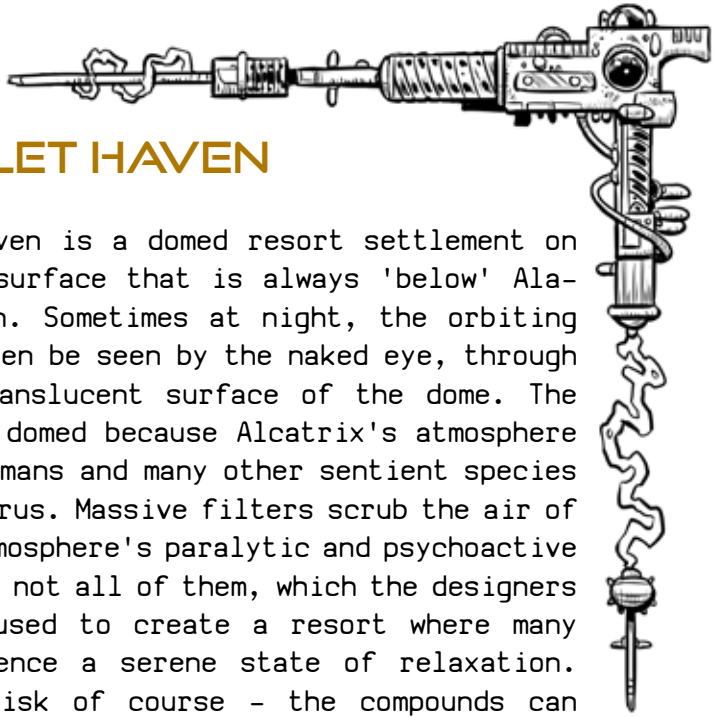 LET HAVEN
ven is a domed resort settlement on
surface that is always 'below' Ala-
n. Sometimes at night, the orbiting
en be seen by the naked eye, through
anslucent surface of the dome. The
domed because Alcatrix's atmosphere
mans and many other sentient species
rus. Massive filters scrub the air of
mosphere's paralytic and psychoactive
not all of them, which the designers
used to create a resort where many
ence a serene state of relaxation.
isk of course – the compounds can